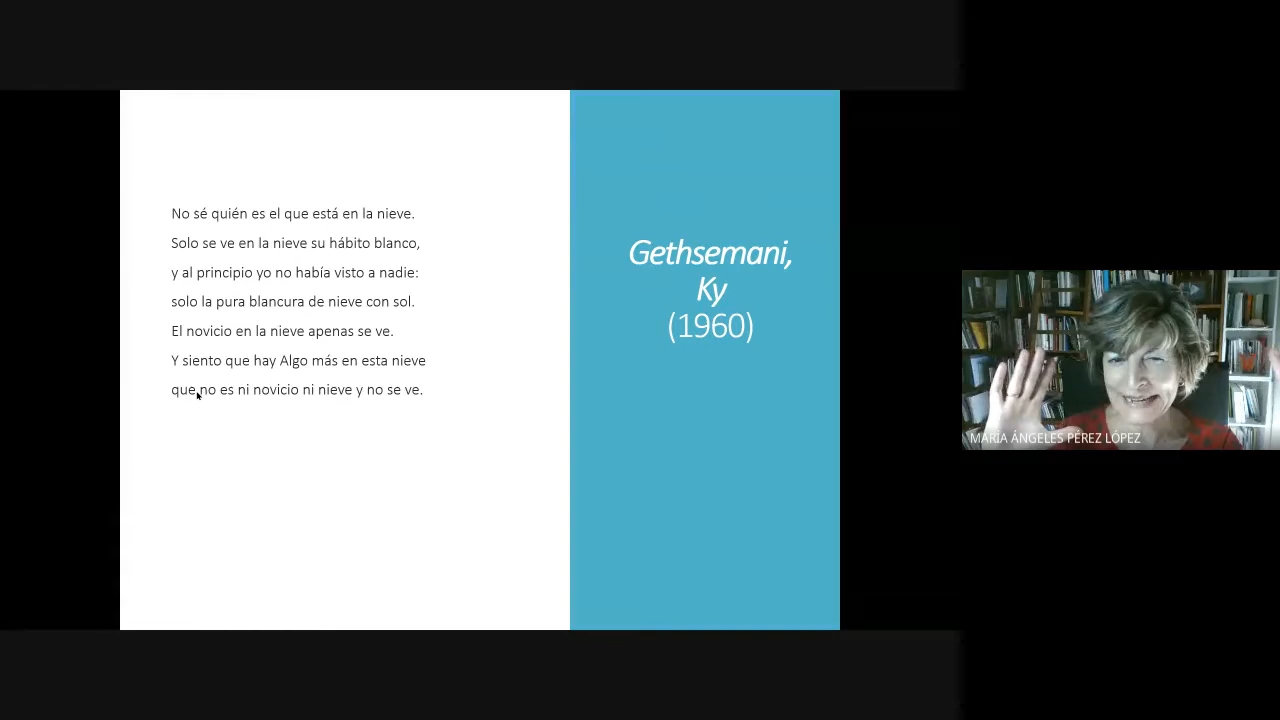 No sé quién es el que está en la nieve.
Solo se ve en la nieve su hábito blanco,
y al principio yo no había visto a nadie:
solo la pura blancura de nieve con sol.
El novicio en la nieve apenas se ve.
Y siento que hay Algo más en esta nieve
que no es ni novicio ni nieve y no se ve.
Gethsemani,
Ky
(1960)
MARÍA ÁNGELES PÉREZ LÓPEZ